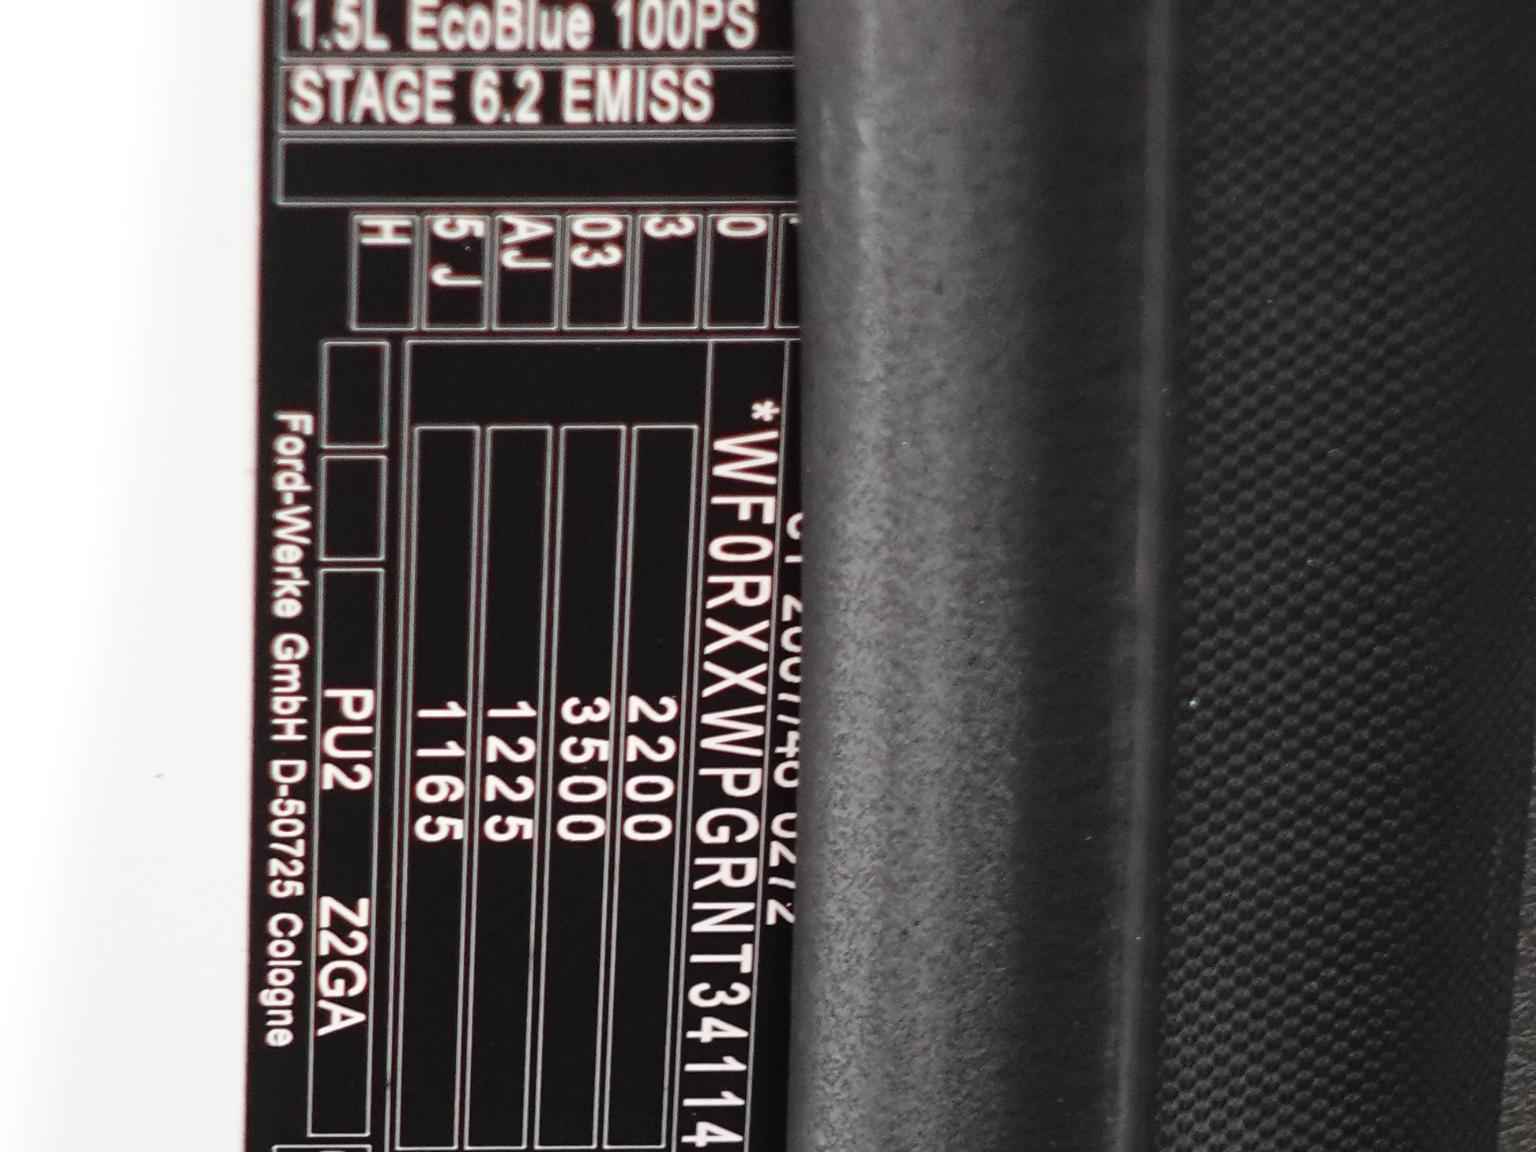 1.5L EcoBlue 100PS
STAGE 6.2 EMISS
0
3
03
AJ
5 J
H
*WF0RXXWPGRNT34114
2200
3500
1225
1165
PU2 Z2GA
Ford-Werke GmbH D-50725 Cologne